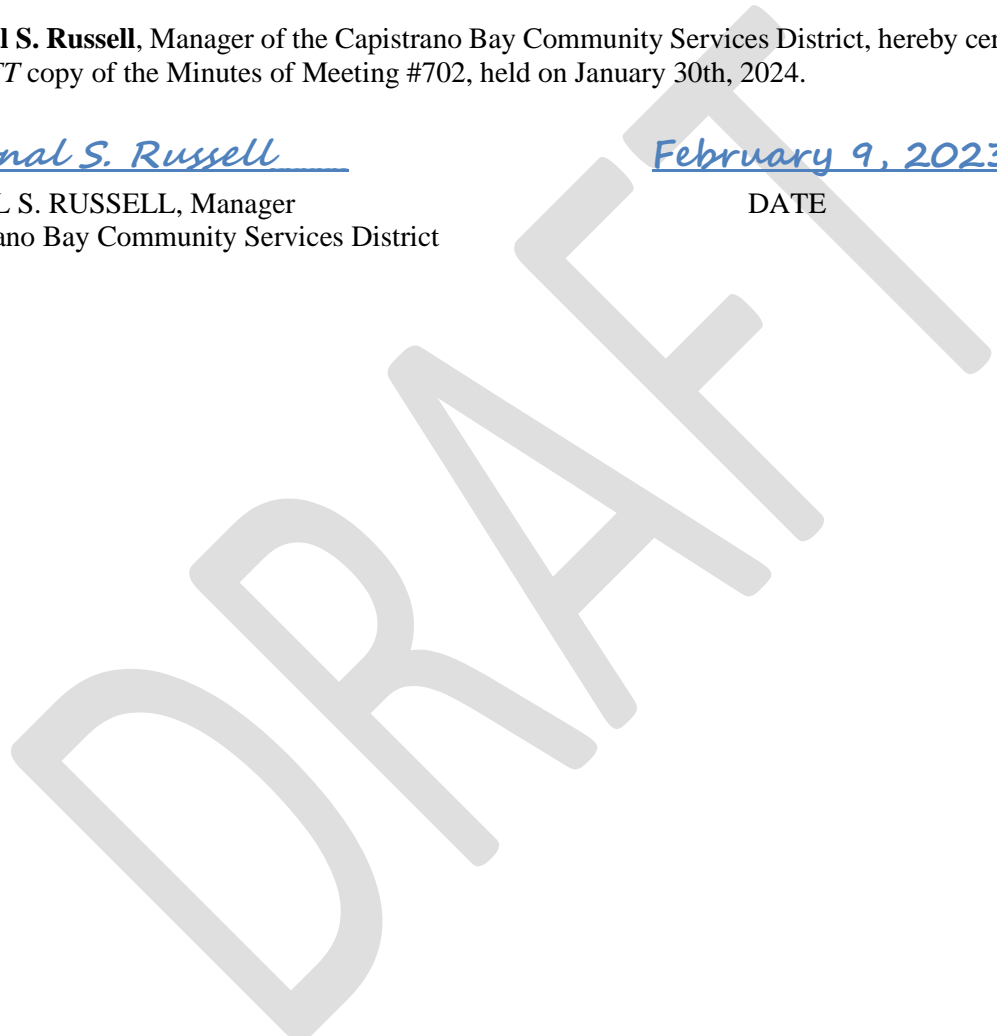 l S. Russell, Manager of the Capistrano Bay Community Services District, hereby cer
TT copy of the Minutes of Meeting #702, held on January 30th, 2024.
nal S. Russell February 9, 2023
L S. RUSSELL, Manager DATE
ano Bay Community Services District
DRAFT